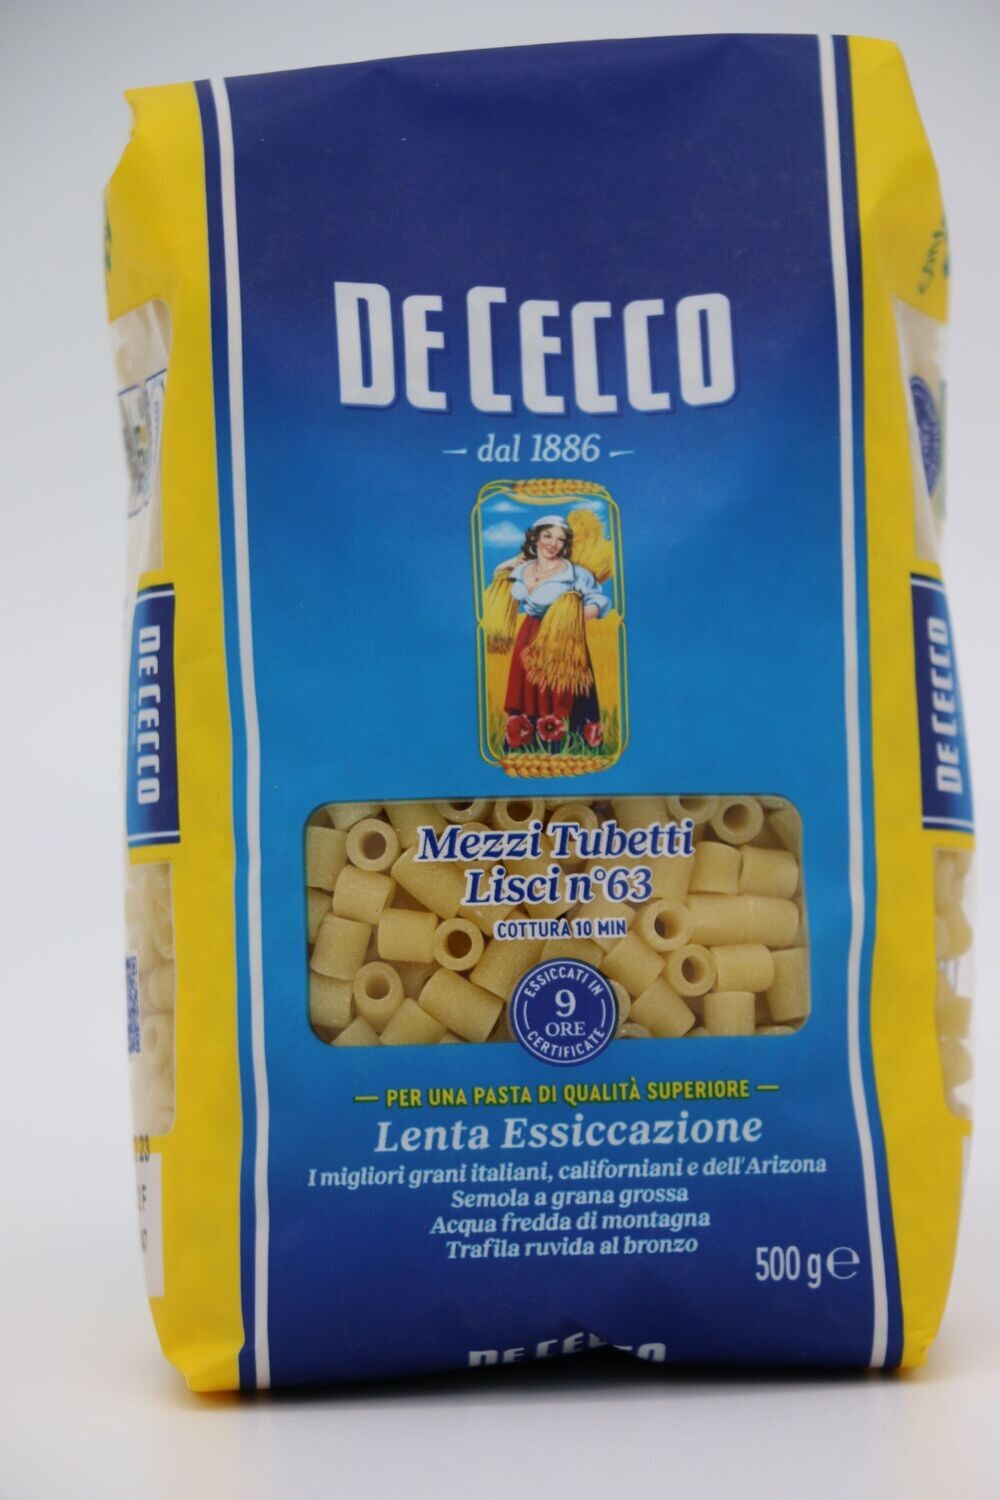 DE CECCO
dal 1886
DE CECCO
DE CECCO
Mezzi Tubetti
Lisci n°63
COTTURA 10 MIN
ESSICCATI IN
9
ORE
CERTIFICATE
PER UNA PASTA DI QUALITÀ SUPERIORE
Lenta Essiccazione
I migliori grani italiani, californiani e dell'Arizona
Semola a grana grossa
Acqua fredda di montagna
Trafila ruvida al bronzo
500 g e
DE CECCO